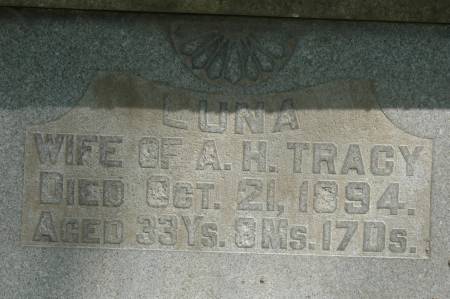 LUNA
WIFE OF A. H. TRACY
DIED OCT. 21, 1894.
AGED 33YS. 8MS. 17DS.